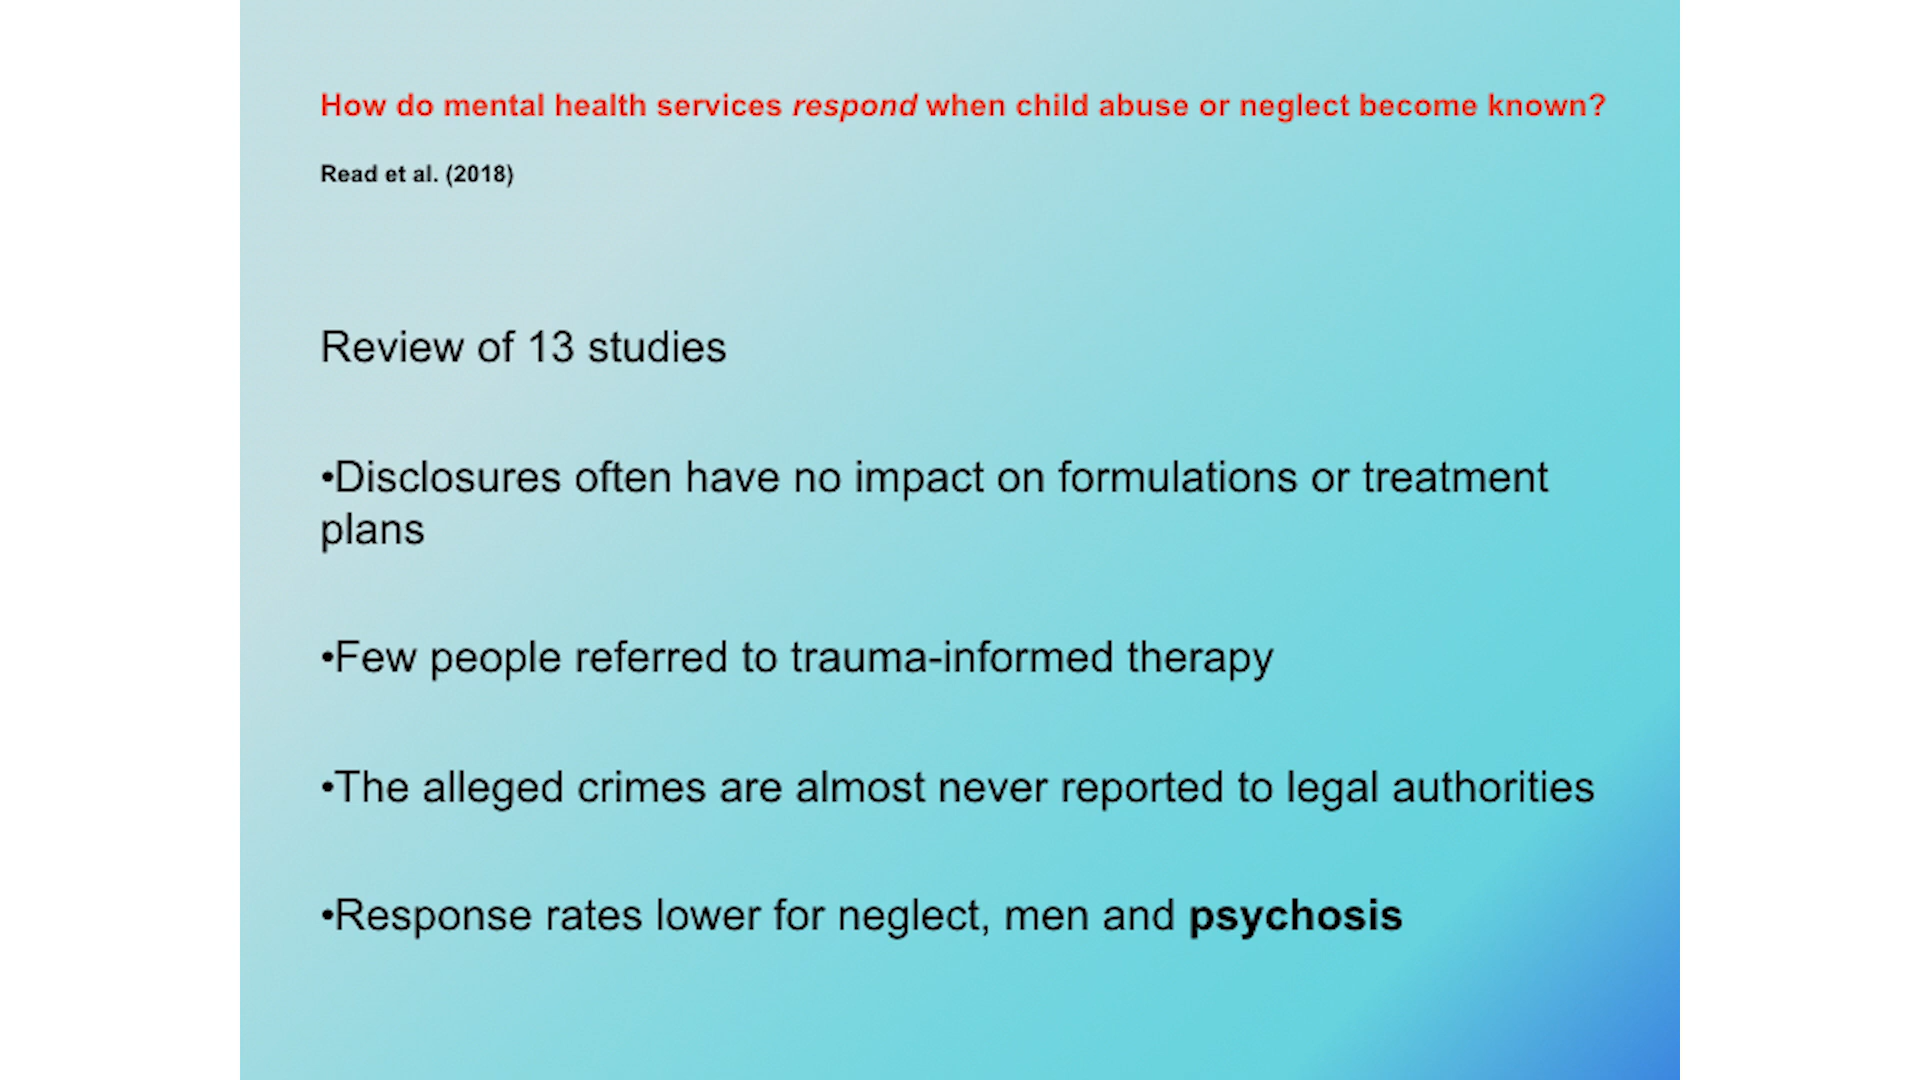 How do mental health services respond when child abuse or neglect become known?
Read et al. (2018)
Review of 13 studies
•Disclosures often have no impact on formulations or treatment
plans
•Few people referred to trauma-informed therapy
•The alleged crimes are almost never reported to legal authorities
•Response rates lower for neglect, men and psychosis